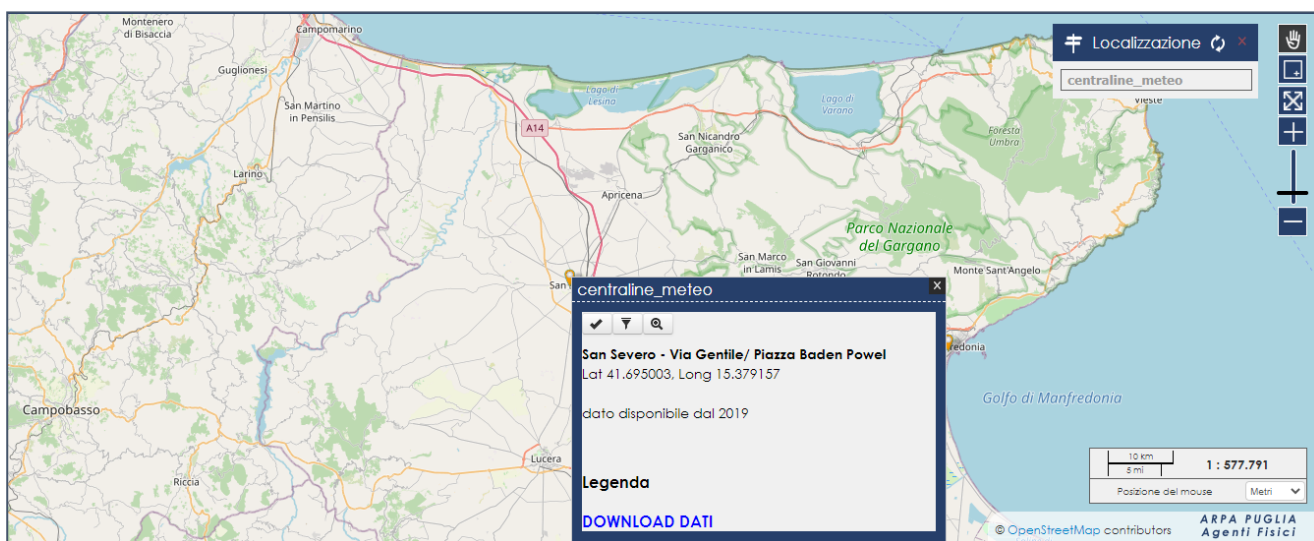 Montenero
di Bisaccia
Campomarino
Guglionesi
San Martino
in Pensilis
Larino
A14
Lago di
Lesina
Lago di
Varano
San Nicandro
Garganico
Foresta
Umbra
Vieste
Apricena
Parco Nazionale
del Gargano
San Marco
in Lamis
San Giovanni
Rotondo
Monte Sant'Angelo
San
redonia
Golfo di Manfredonia
Campobasso
Lucera
Riccia
Localizzazione
centraline_meteo
centraline_meteo
X
San Severo - Via Gentile/ Piazza Baden Powel
Lat 41.695003, Long 15.379157
dato disponibile dal 2019
Legenda
DOWNLOAD DATI
10 km
5 mi
1 : 577.791
Posizione del mouse
Metri
© OpenStreetMap contributors
ARPA PUGLIA
Agenti Fisici